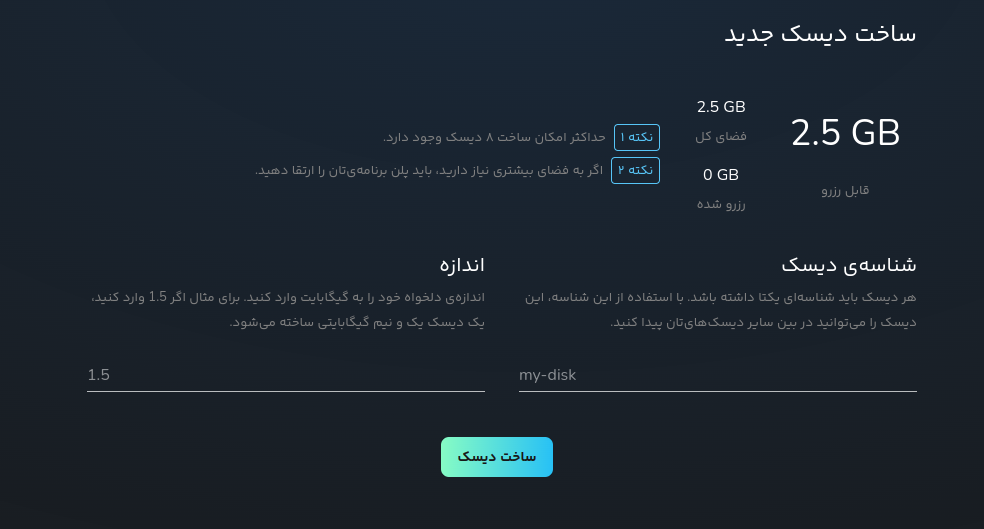 ساخت دیسک جدید
2.5 GB
قابل رزرو
2.5 GB
فضای کل
0 GB
رزرو شده
نکته ۱ حداکثر امکان ساخت ۸ دیسک وجود دارد.
نکته ۲ اگر به فضای بیشتری نیاز دارید، باید پلن برنامه‌ی‌تان را ارتقا دهید.
شناسه‌ی دیسک
هر دیسک باید شناسه‌ای یکتا داشته باشد. با استفاده از این شناسه، این
دیسک را می‌توانید در بین سایر دیسک‌های‌تان پیدا کنید.
my-disk
اندازه
اندازه‌ی دلخواه خود را به گیگابایت وارد کنید. برای مثال اگر 1.5 وارد کنید،
یک دیسک یک و نیم گیگابایتی ساخته می‌شود.
1.5
ساخت دیسک